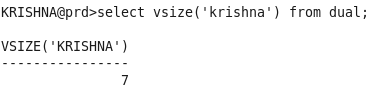 KRISHNA@prd>select vsize('krishna') from dual;
VSIZE('KRISHNA')
----------------
7